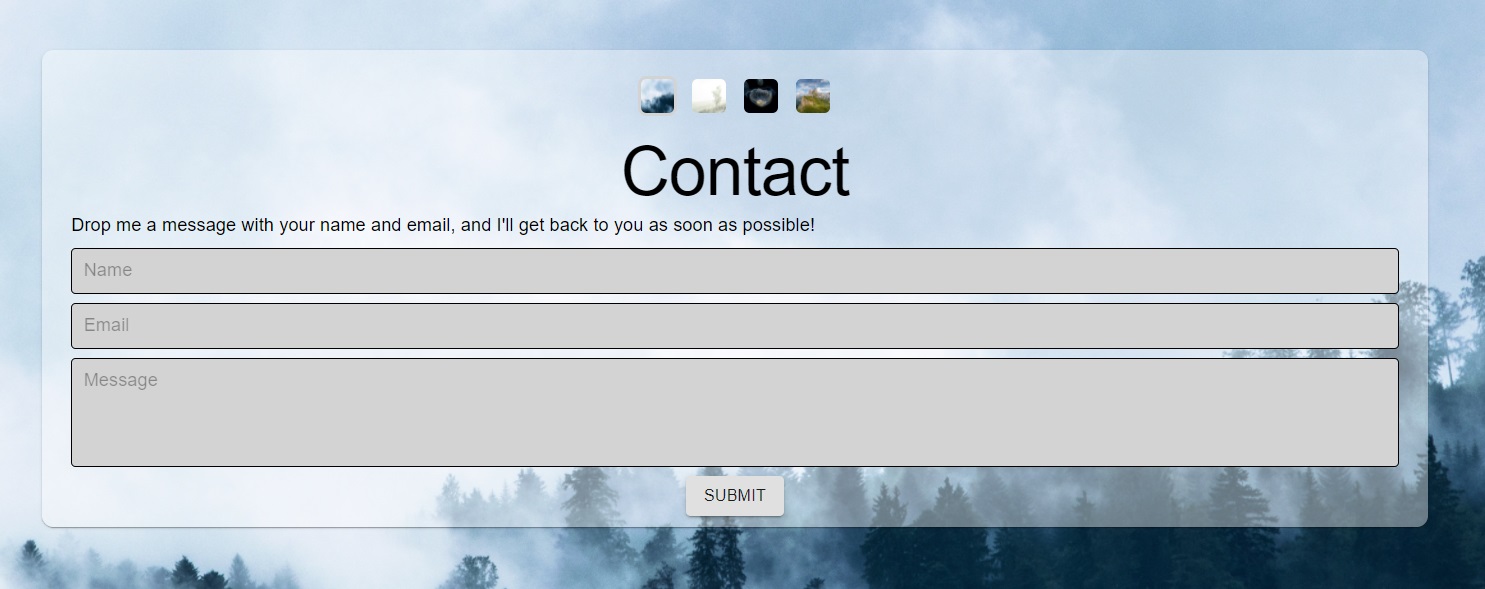 Contact
Drop me a message with your name and email, and I'll get back to you as soon as possible!
Name
Email
Message
SUBMIT